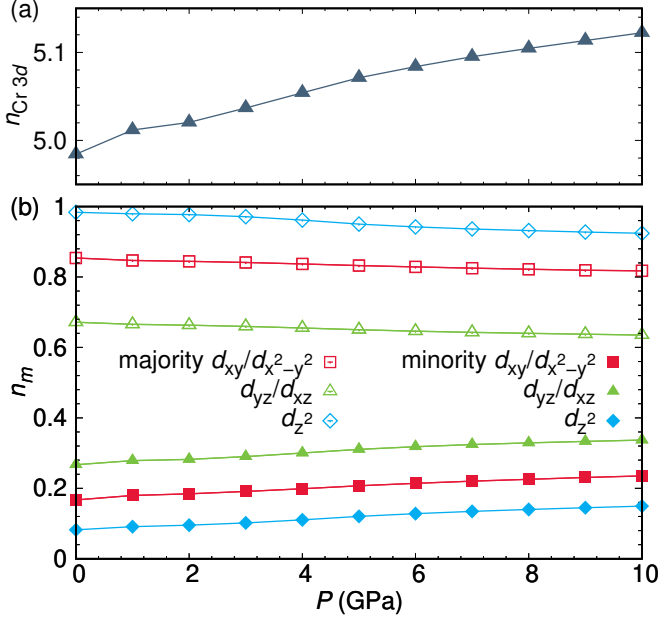 (a)
5.1
5.0
n_Cr 3d
(b)
1
0.8
0.6
0.4
0.2
0
n_m
majority d_xy/d_x²−y²
d_yz/d_xz
d_z²
minority d_xy/d_x²−y²
d_yz/d_xz
d_z²
0 2 4 6 8 10
P (GPa)